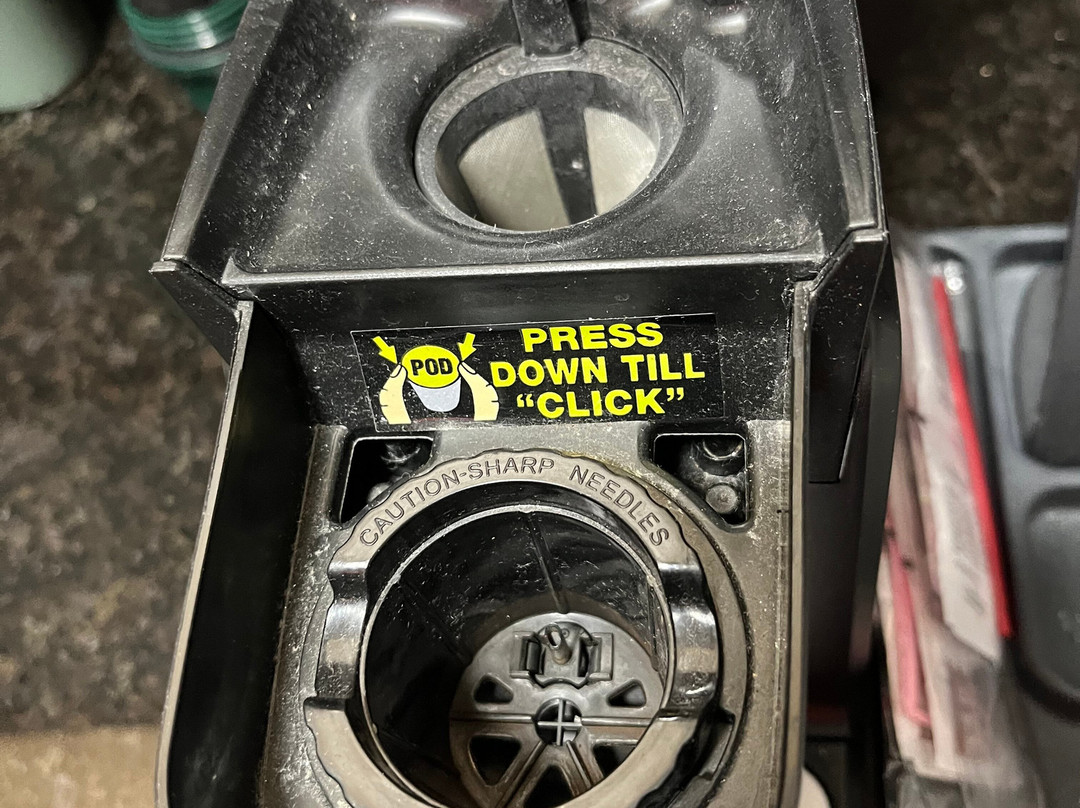 POD
PRESS
DOWN TILL
“CLICK”
CAUTION-SHARP NEEDLES